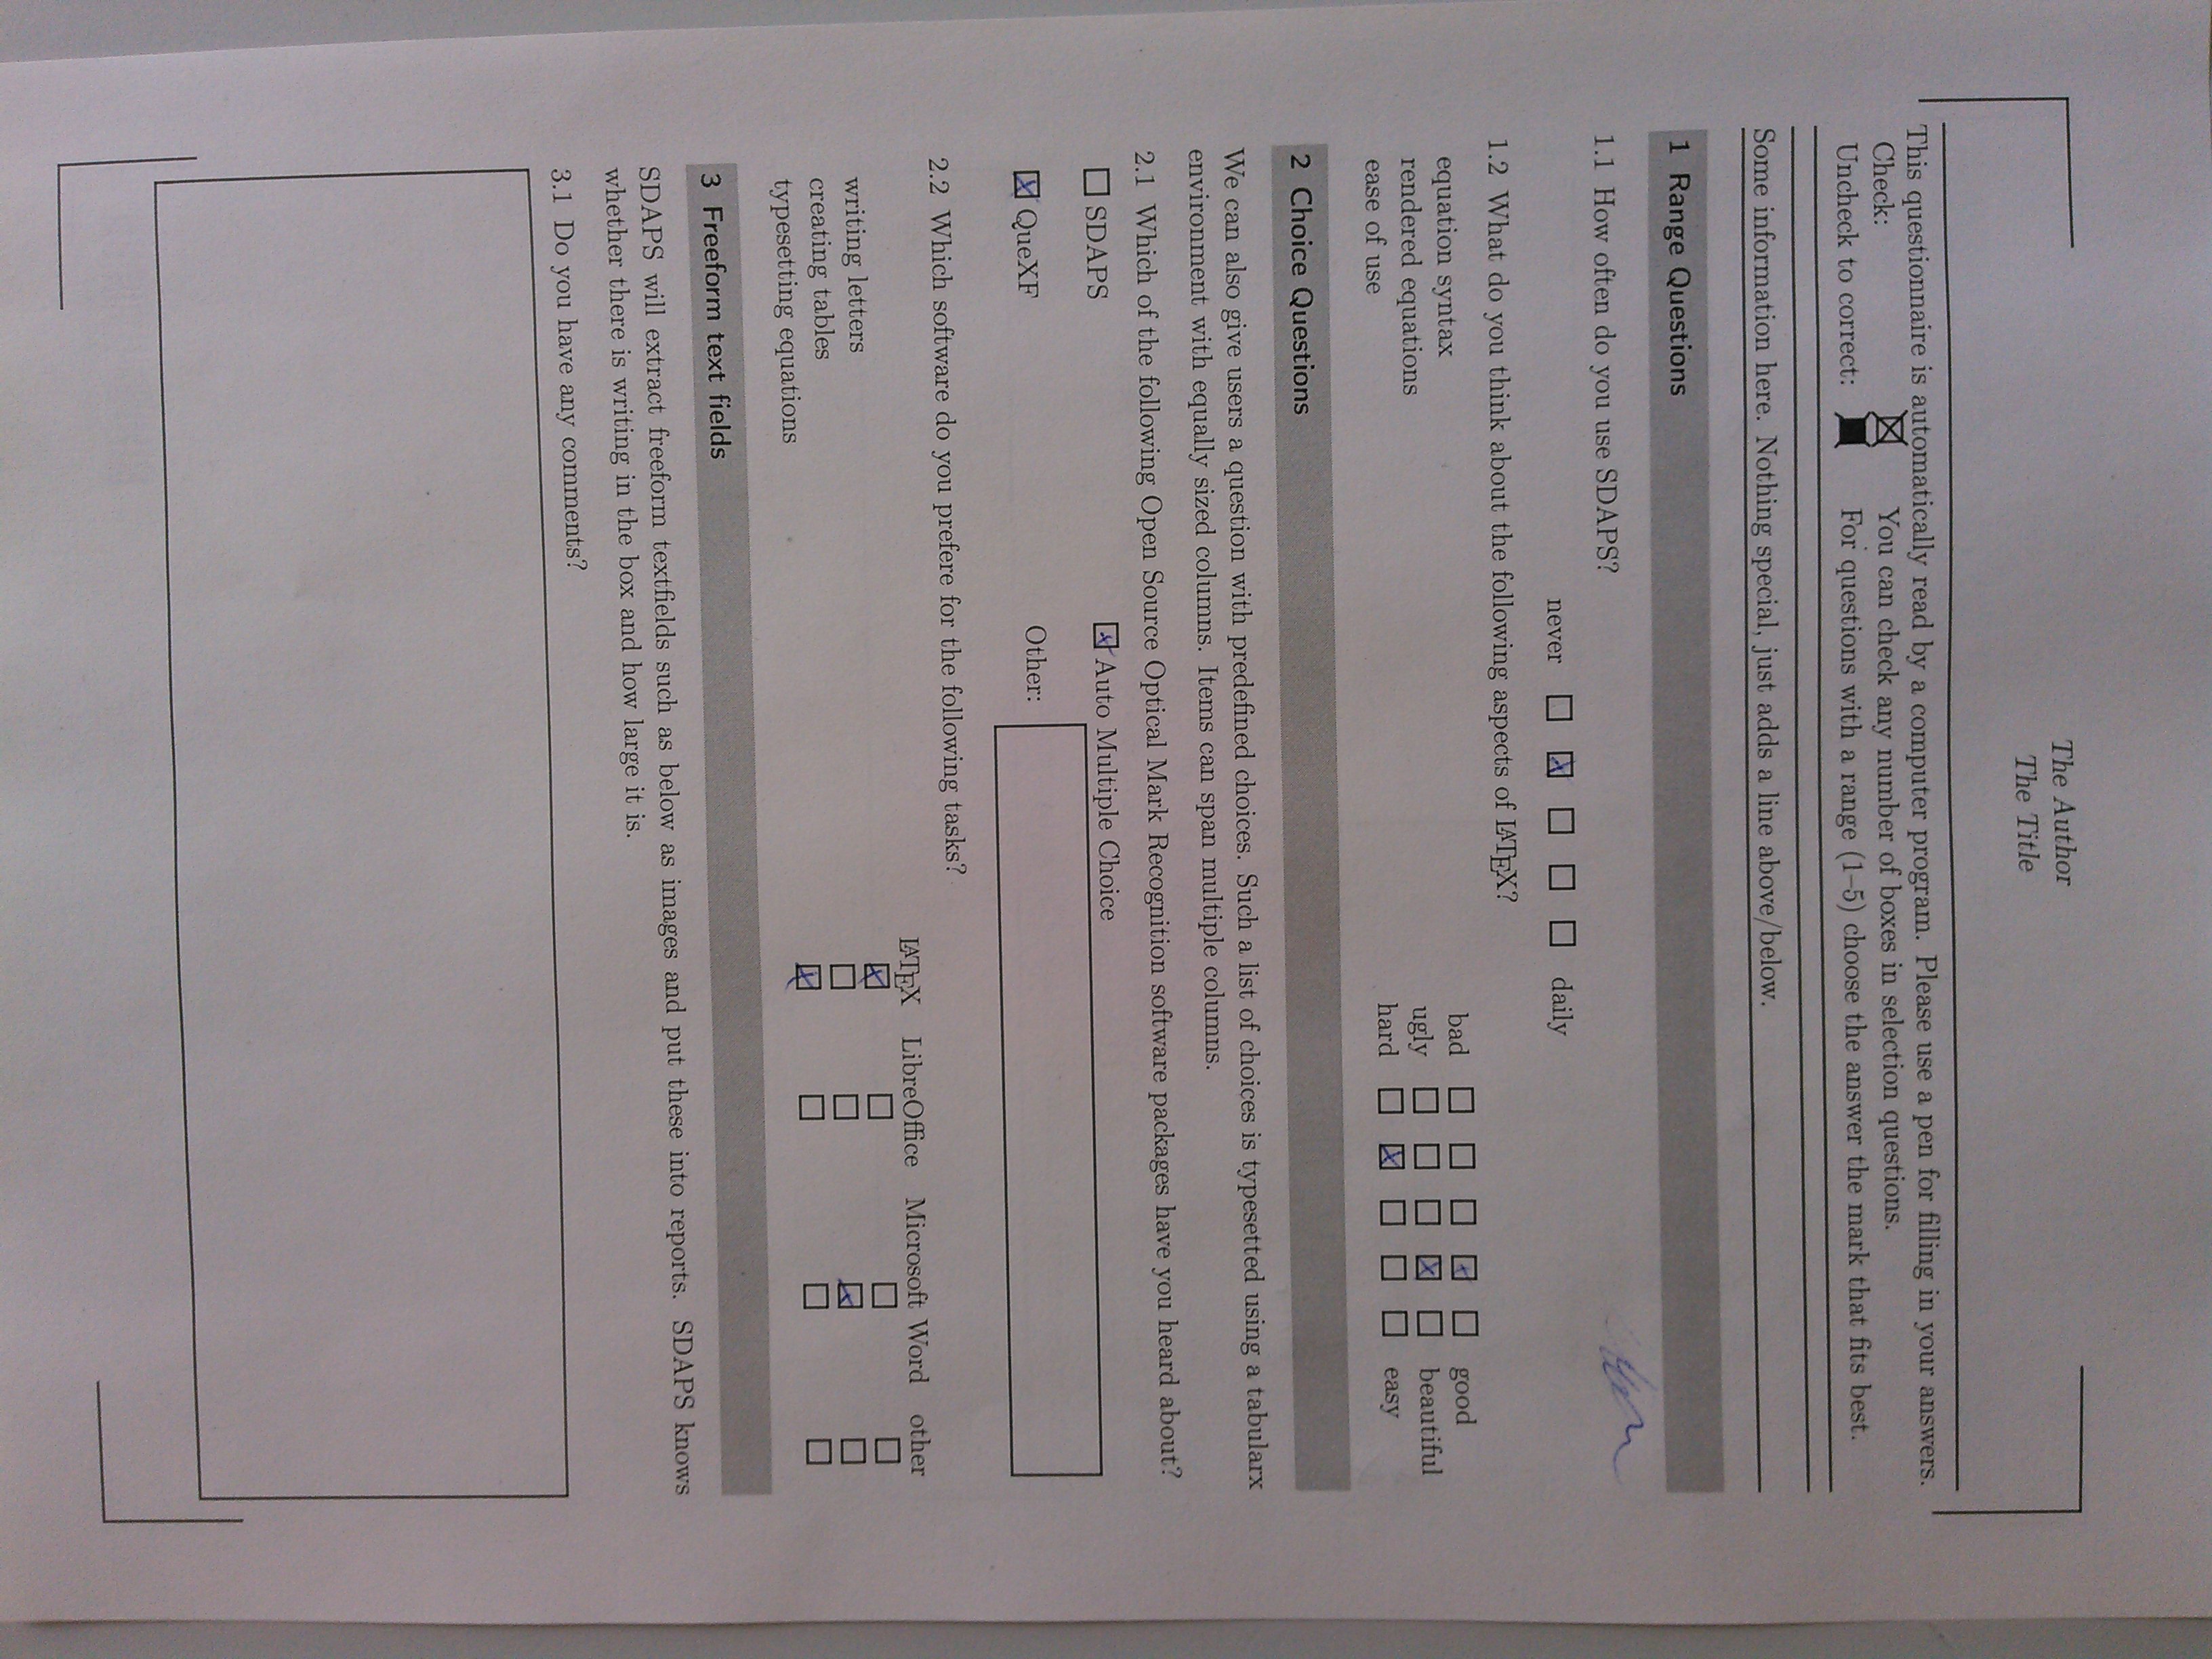 The Author
The Title
This questionnaire is automatically read by a computer program. Please use a pen for filling in your answers.
Check: You can check any number of boxes in selection questions.
Uncheck to correct: For questions with a range (1–5) choose the answer the mark that fits best.
Some information here. Nothing special, just adds a line above/below.
1 Range Questions
1.1 How often do you use SDAPS?
never daily
1.2 What do you think about the following aspects of LATEX?
equation syntax bad good
rendered equations ugly beautiful
ease of use hard easy
2 Choice Questions
We can also give users a question with predefined choices. Such a list of choices is typesetted using a tabularx
environment with equally sized columns. Items can span multiple columns.
2.1 Which of the following Open Source Optical Mark Recognition software packages have you heard about?
SDAPS Auto Multiple Choice
QueXF Other:
2.2 Which software do you prefere for the following tasks?
LATEX LibreOffice Microsoft Word other
writing letters
creating tables
typesetting equations
3 Freeform text fields
SDAPS will extract freeform textfields such as below as images and put these into reports. SDAPS knows
whether there is writing in the box and how large it is.
3.1 Do you have any comments?